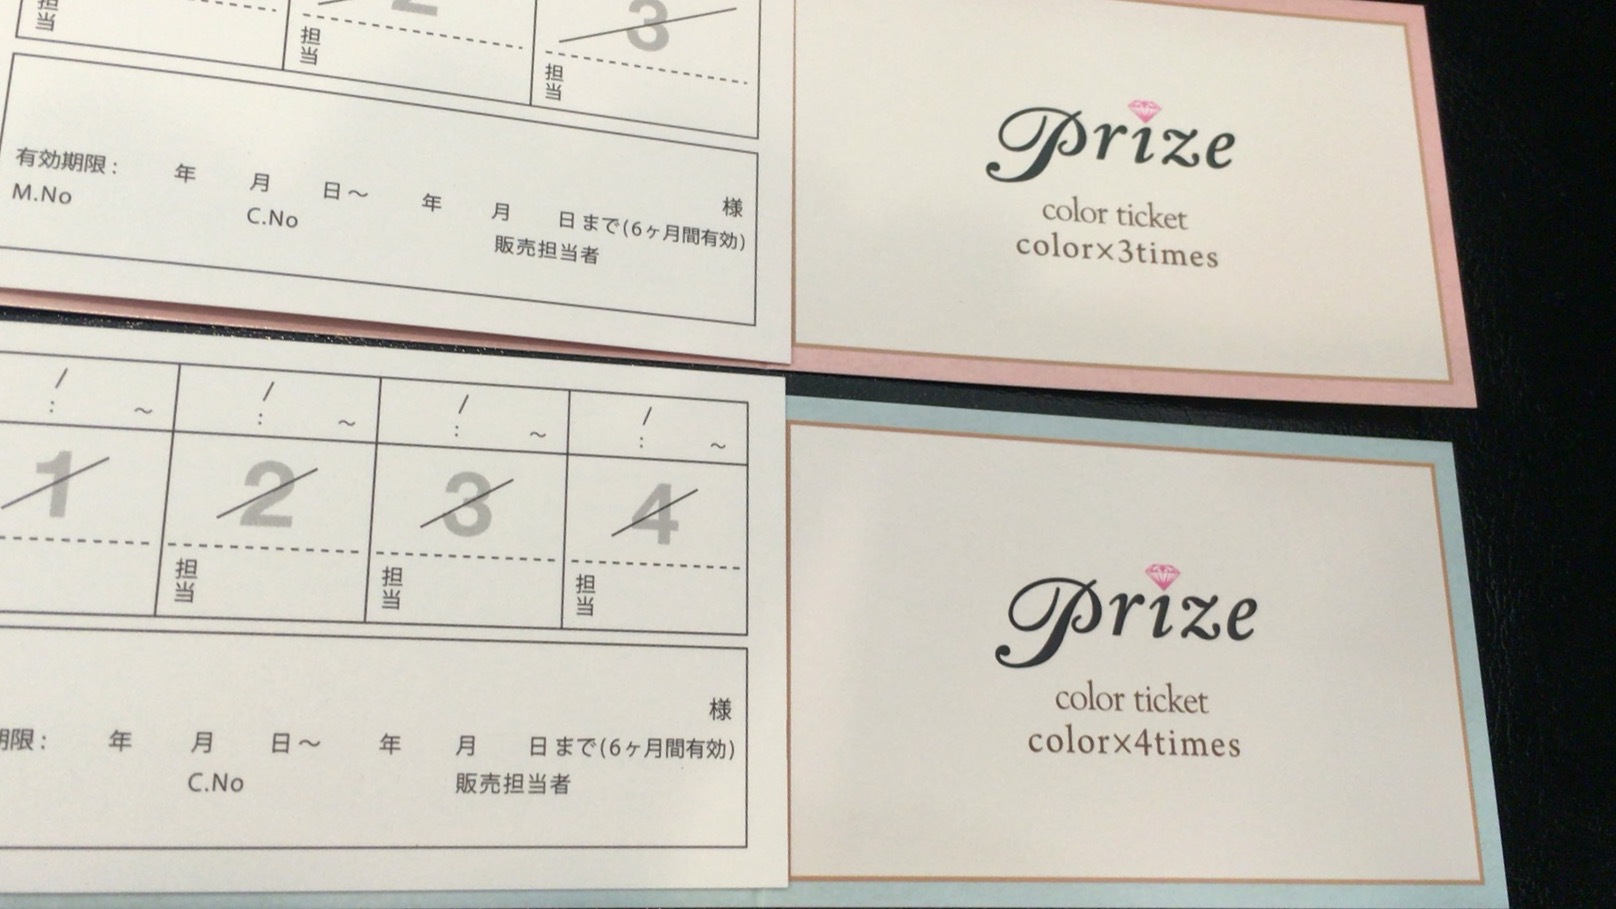 担当
2
担当
3
担当
様
有効期限: 年 月 日〜 年 月 日まで(6ヶ月間有効)
M.No C.No 販売担当者
Prize
color ticket
color×3times
/ / / /
: 〜 : 〜 : 〜 : 〜
1 2 3 4
担当 担当 担当
様
期限: 年 月 日〜 年 月 日まで(6ヶ月間有効)
C.No 販売担当者
Prize
color ticket
color×4times